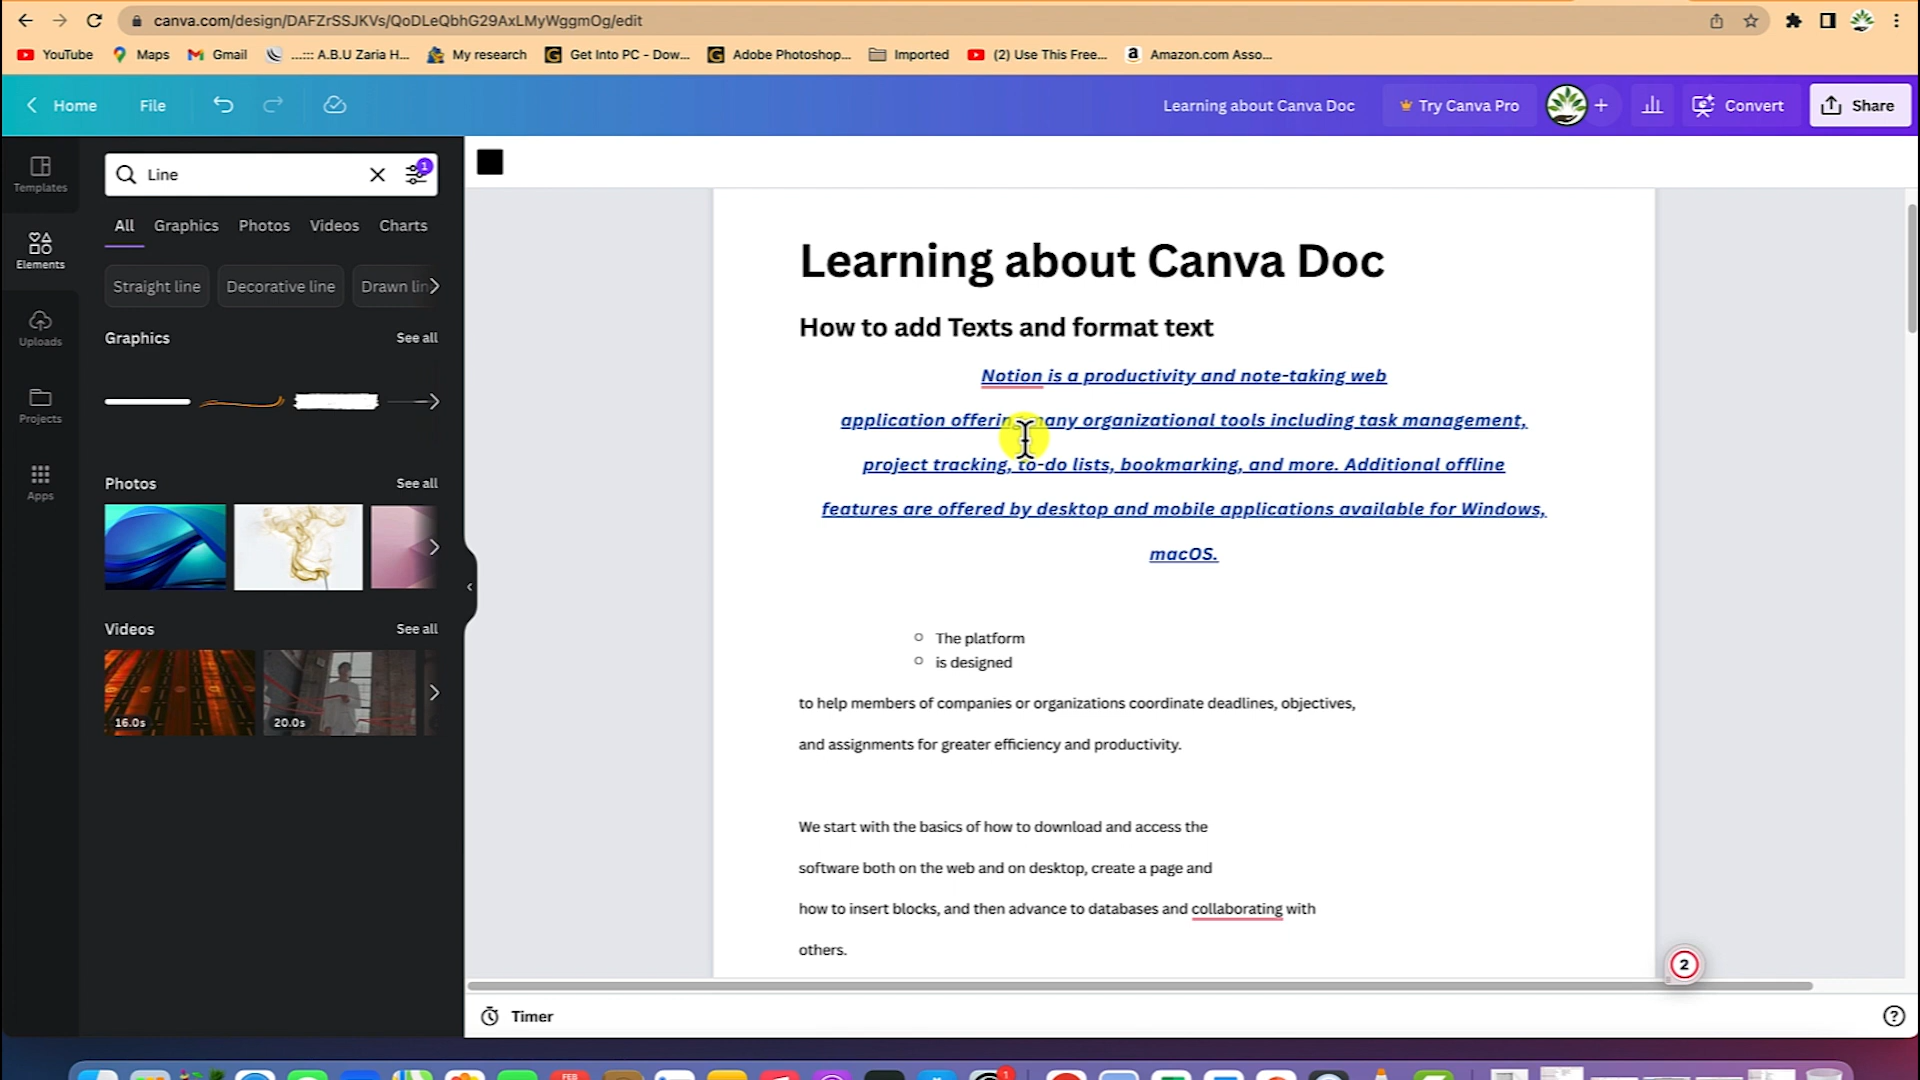 canva.com/design/DAFZrSSJKVs/QoDLeQbhG29AxLMyWggmOg/edit
YouTube Maps Gmail ...::: A.B.U Zaria H... My research Get Into PC - Dow... Adobe Photoshop... Imported (2) Use This Free... Amazon.com Asso...
Home File Learning about Canva Doc Try Canva Pro + Convert Share
Templates
Elements
Uploads
Projects
Apps
Line
1
All Graphics Photos Videos Charts
Straight line Decorative line Drawn lin
Graphics See all
Photos See all
Videos See all
16.0s 20.0s
Learning about Canva Doc
How to add Texts and format text
Notion is a productivity and note-taking web
application offering many organizational tools including task management,
project tracking, to-do lists, bookmarking, and more. Additional offline
features are offered by desktop and mobile applications available for Windows,
macOS.
The platform
is designed
to help members of companies or organizations coordinate deadlines, objectives,
and assignments for greater efficiency and productivity.
We start with the basics of how to download and access the
software both on the web and on desktop, create a page and
how to insert blocks, and then advance to databases and collaborating with
others.
2
Timer
?
FEB
1